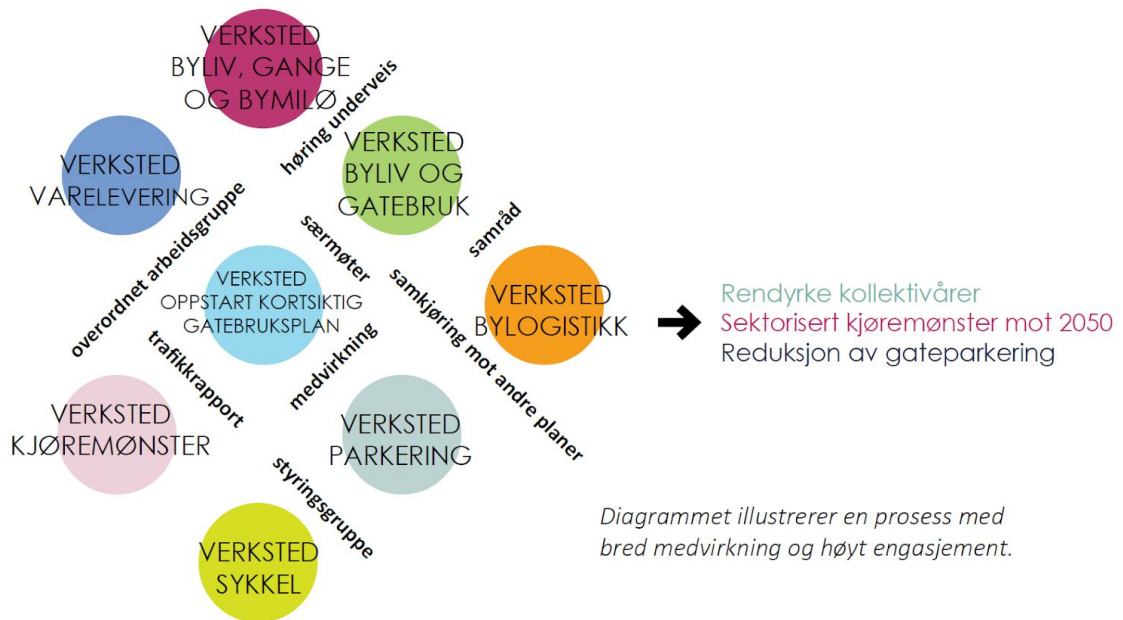 VERKSTED
BYLIV, GANGE
OG BYMILØ
høring underveis
VERKSTED
VARELEVERING
VERKSTED
BYLIV OG
GATEBRUK
overordnet arbeidsgruppe
særmøter
samråd
VERKSTED
OPPSTART KORTSIKTIG
GATEBRUKSPLAN
samkjøring mot andre planer
VERKSTED
BYLOGISTIKK
Rendyrke kollektivårer
Sektorisert kjøremønster mot 2050
Reduksjon av gateparkering
trafikkrapport
medvirkning
VERKSTED
KJØREMØNSTER
VERKSTED
PARKERING
styringsgruppe
VERKSTED
SYKKEL
Diagrammet illustrerer en prosess med
bred medvirkning og høyt engasjement.